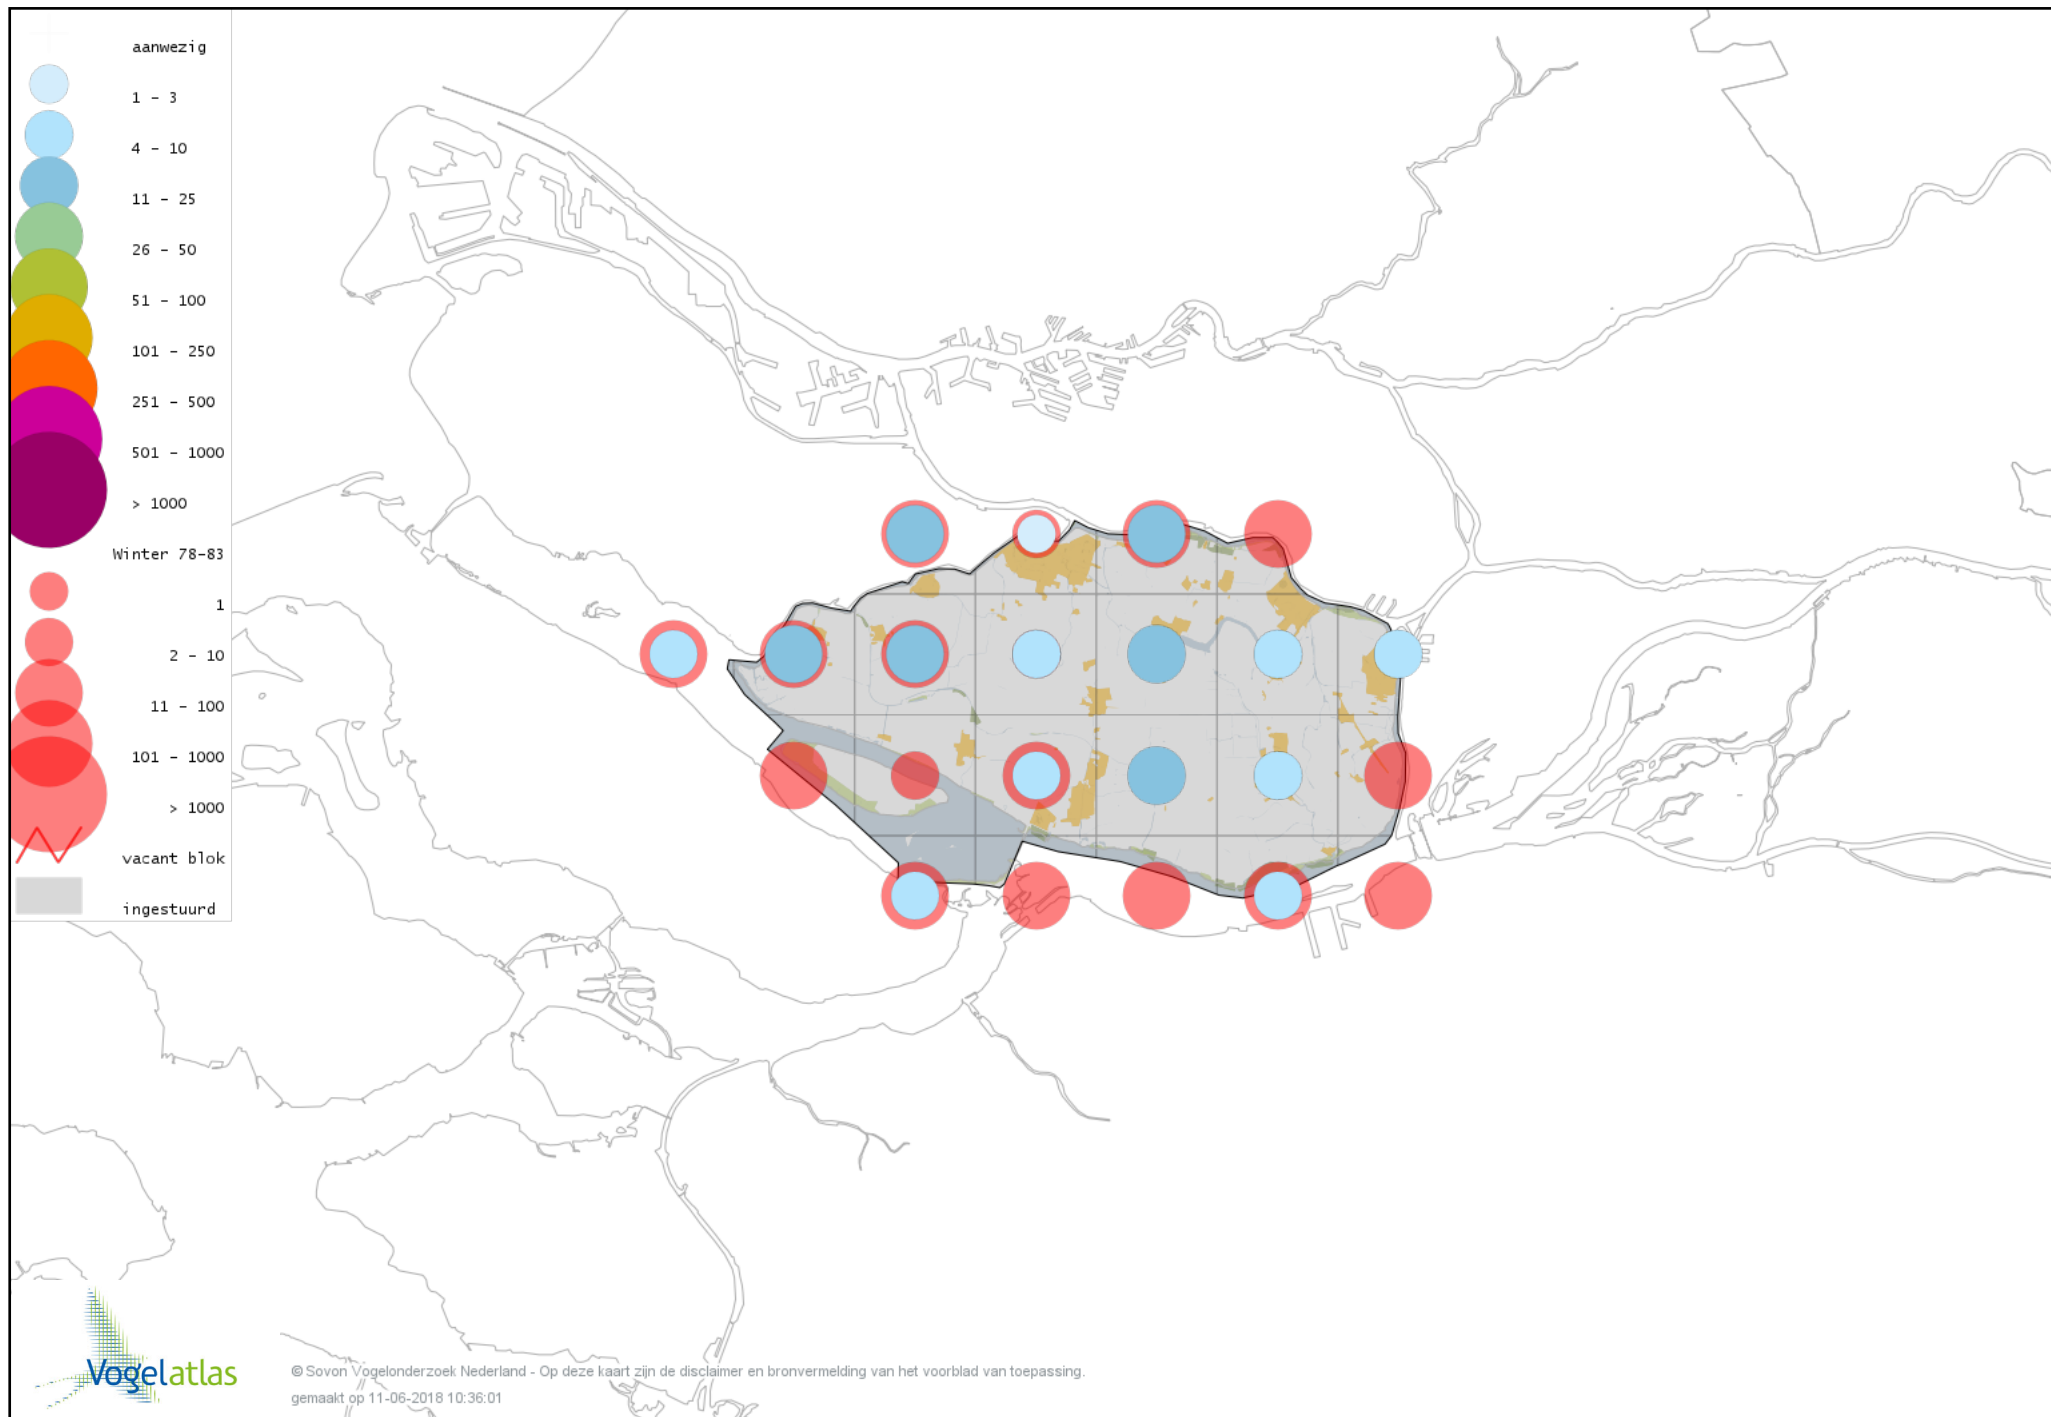 aanwezig
1 - 3
4 - 10
11 - 25
26 - 50
51 - 100
101 - 250
251 - 500
501 - 1000
> 1000
Winter 78-83
1
2 - 10
11 - 100
101 - 1000
> 1000
vacant blok
ingestuurd
Vogelatlas
© Sovon Vogelonderzoek Nederland - Op deze kaart zijn de disclaimer en bronvermelding van het voorblad van toepassing.
gemaakt op 11-06-2018 10:36:01